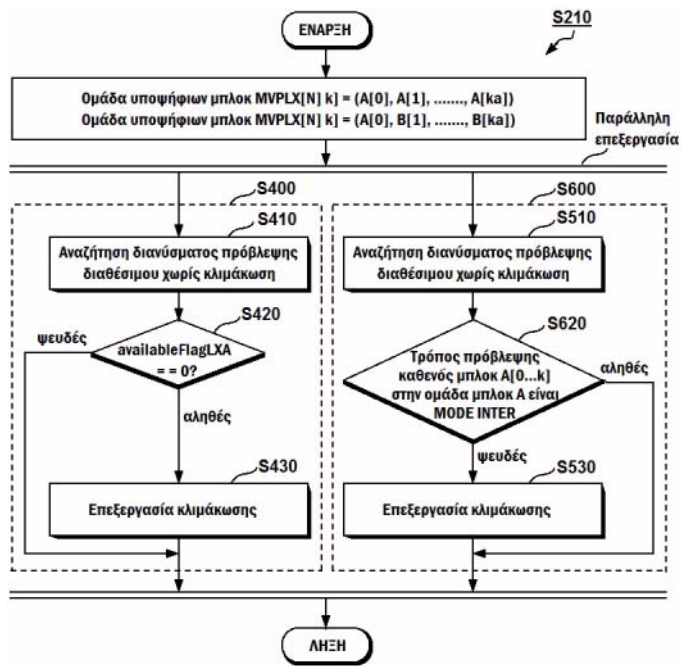 S210
ΕΝΑΡΞΗ
Ομάδα υποψήφιων μπλοκ MVPLX[N] k] = (A[0], A[1], ......., A[ka])
Ομάδα υποψήφιων μπλοκ MVPLX[N] k] = (A[0], B[1], ......., B[ka])
Παράλληλη
επεξεργασία
S400
S410
Αναζήτηση διανύσματος πρόβλεψης
διαθέσιμου χωρίς κλιμάκωση
S420
ψευδές
availableFlagLXA
= = 0?
αληθές
S430
Επεξεργασία κλιμάκωσης
S600
S510
Αναζήτηση διανύσματος πρόβλεψης
διαθέσιμου χωρίς κλιμάκωση
S620
Τρόπος πρόβλεψης
καθενός μπλοκ A[0...k]
στην ομάδα μπλοκ A είναι
MODE INTER
αληθές
ψευδές
S530
Επεξεργασία κλιμάκωσης
ΛΗΞΗ